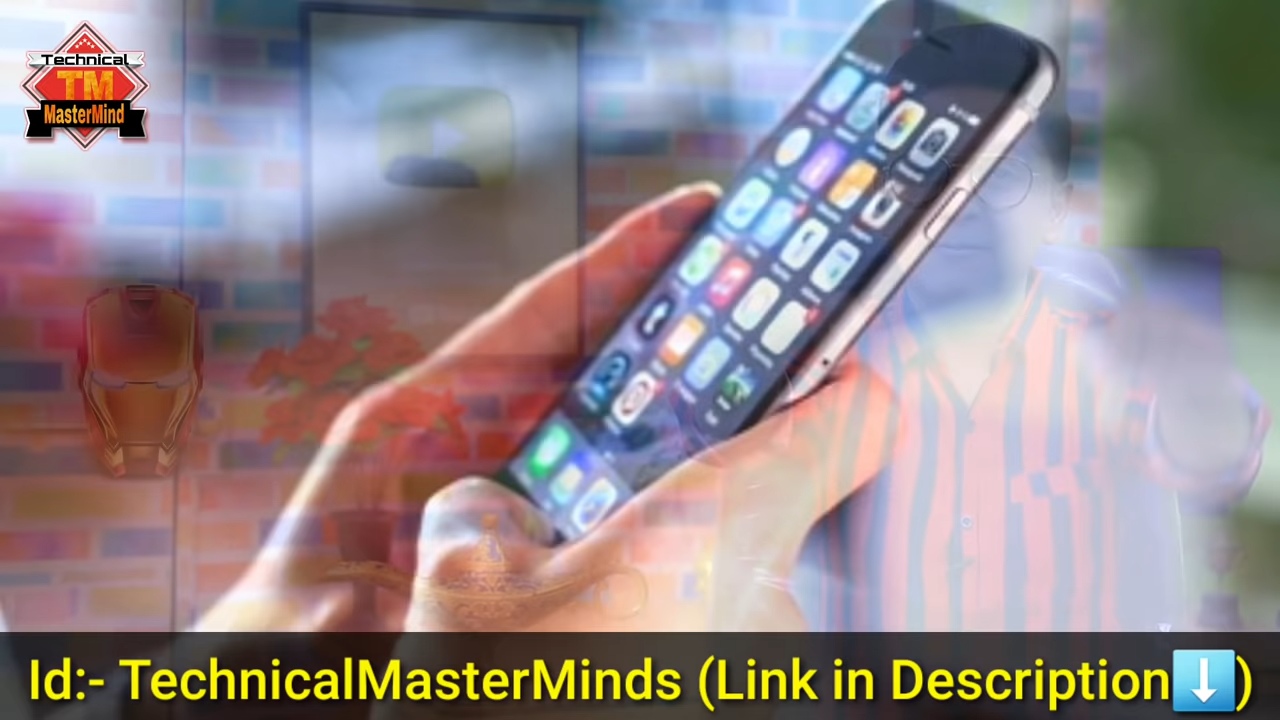 Technical
TM
MasterMind
Id:- TechnicalMasterMinds (Link in Description⬇️)